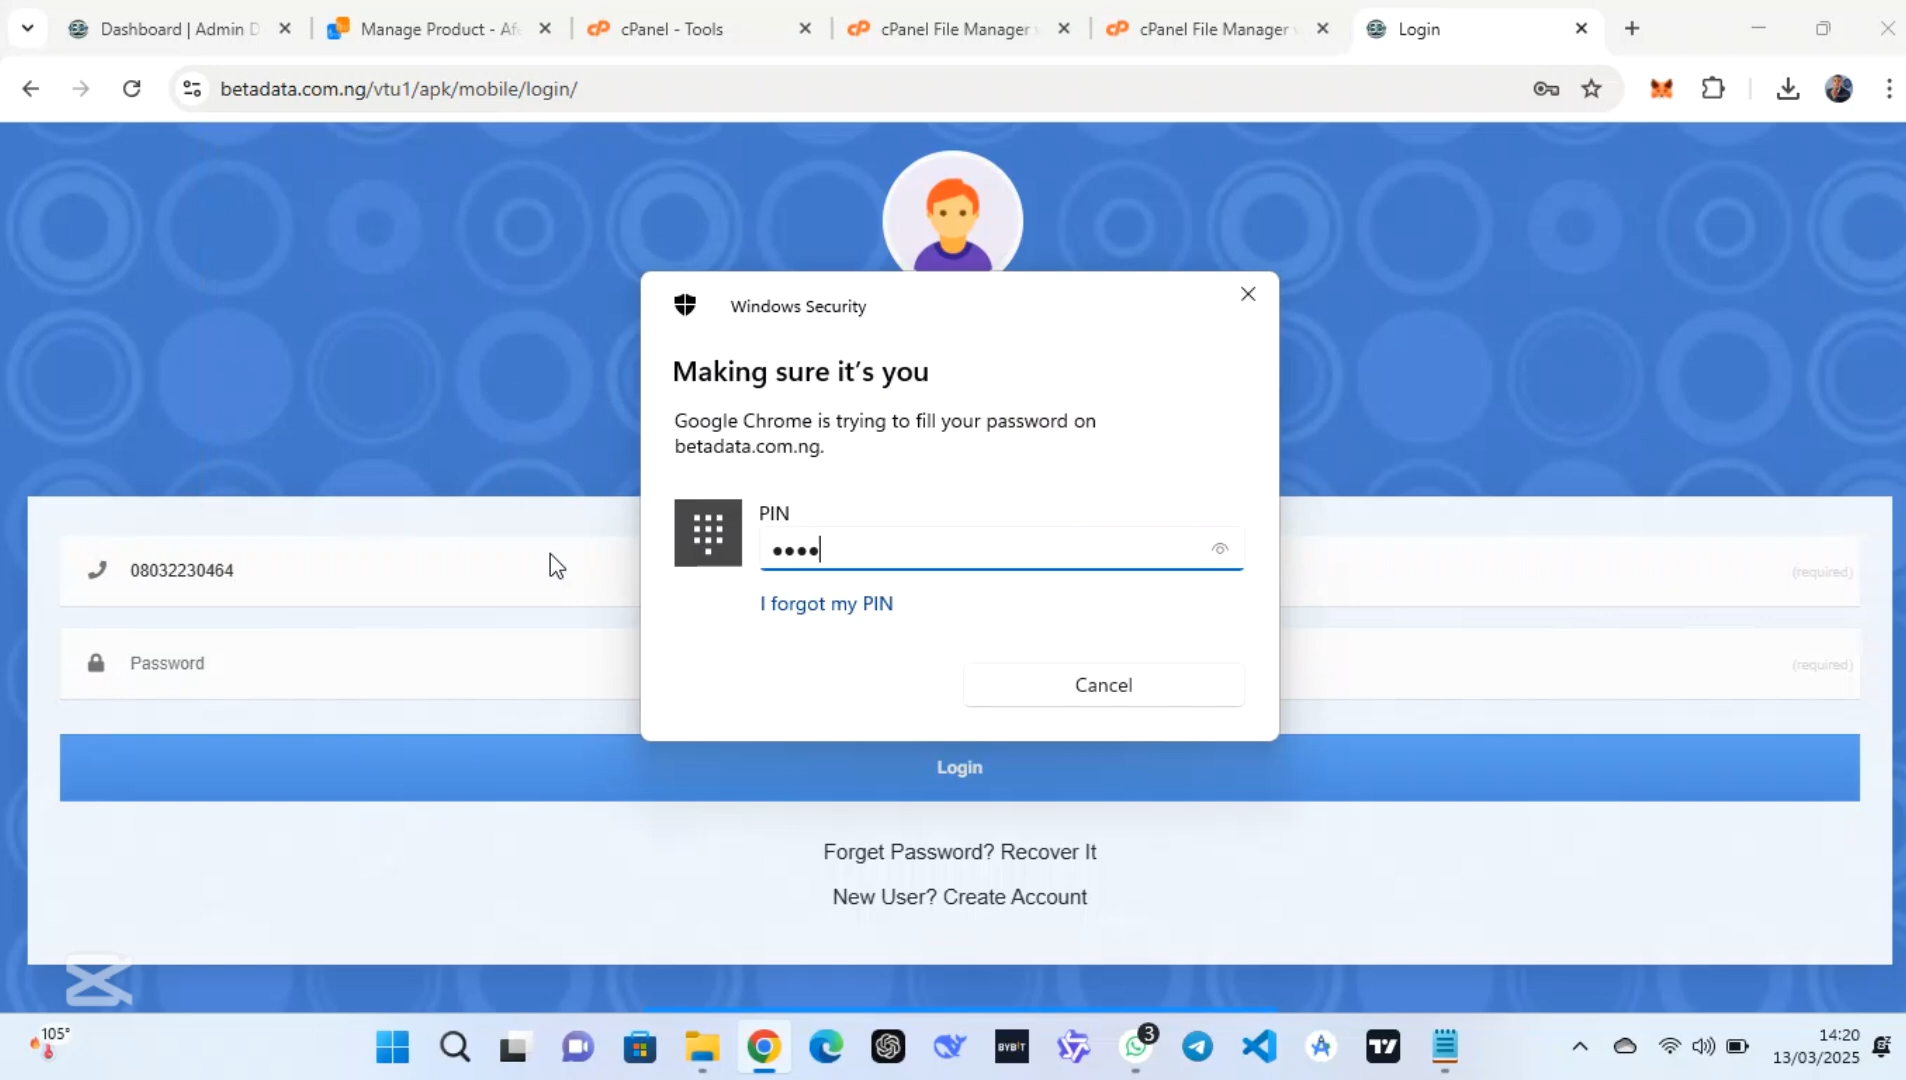 Dashboard | Admin D
Manage Product - Af
cPanel - Tools
cPanel File Manager v
cPanel File Manager v
Login
betadata.com.ng/vtu1/apk/mobile/login/
Windows Security
Making sure it's you
Google Chrome is trying to fill your password on
betadata.com.ng.
PIN
I forgot my PIN
Cancel
08032230464
(required)
Password
(required)
Login
Forget Password? Recover It
New User? Create Account
105°
BYBIT
3
14:20
13/03/2025